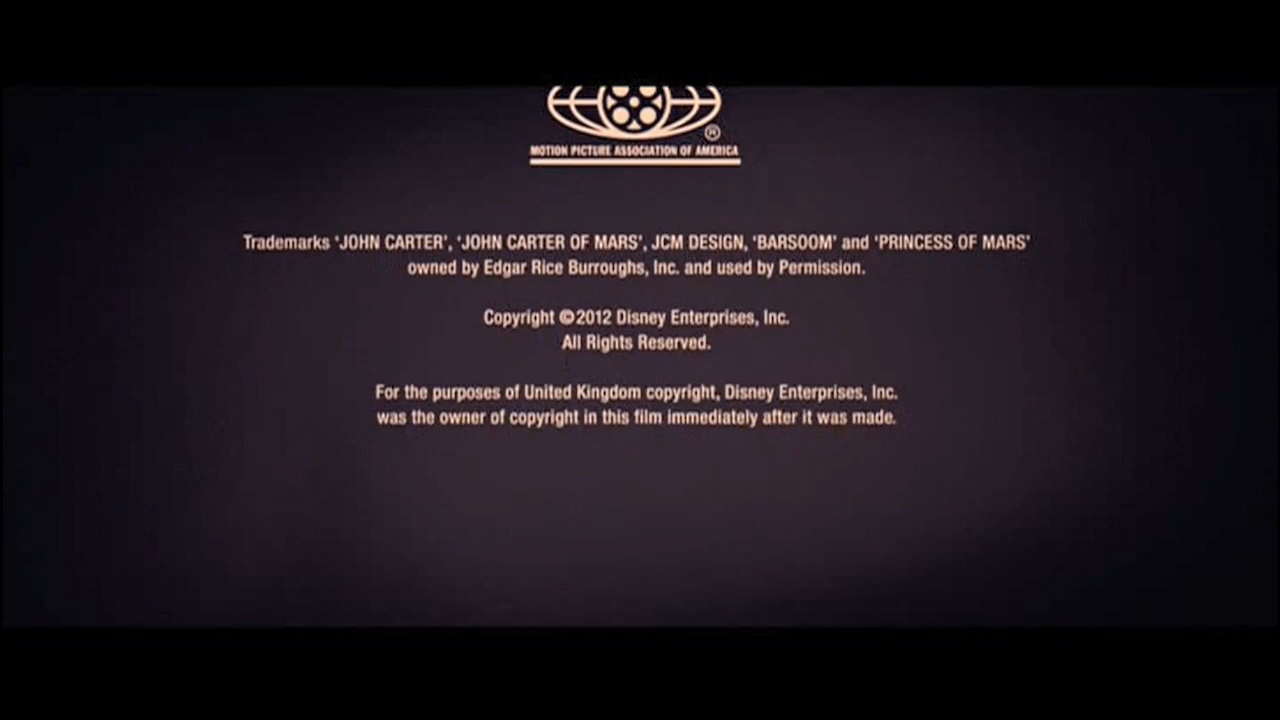 ®
MOTION PICTURE ASSOCIATION OF AMERICA
Trademarks ‘JOHN CARTER’, ‘JOHN CARTER OF MARS’, JCM DESIGN, ‘BARSOOM’ and ‘PRINCESS OF MARS’
owned by Edgar Rice Burroughs, Inc. and used by Permission.
Copyright ©2012 Disney Enterprises, Inc.
All Rights Reserved.
For the purposes of United Kingdom copyright, Disney Enterprises, Inc.
was the owner of copyright in this film immediately after it was made.